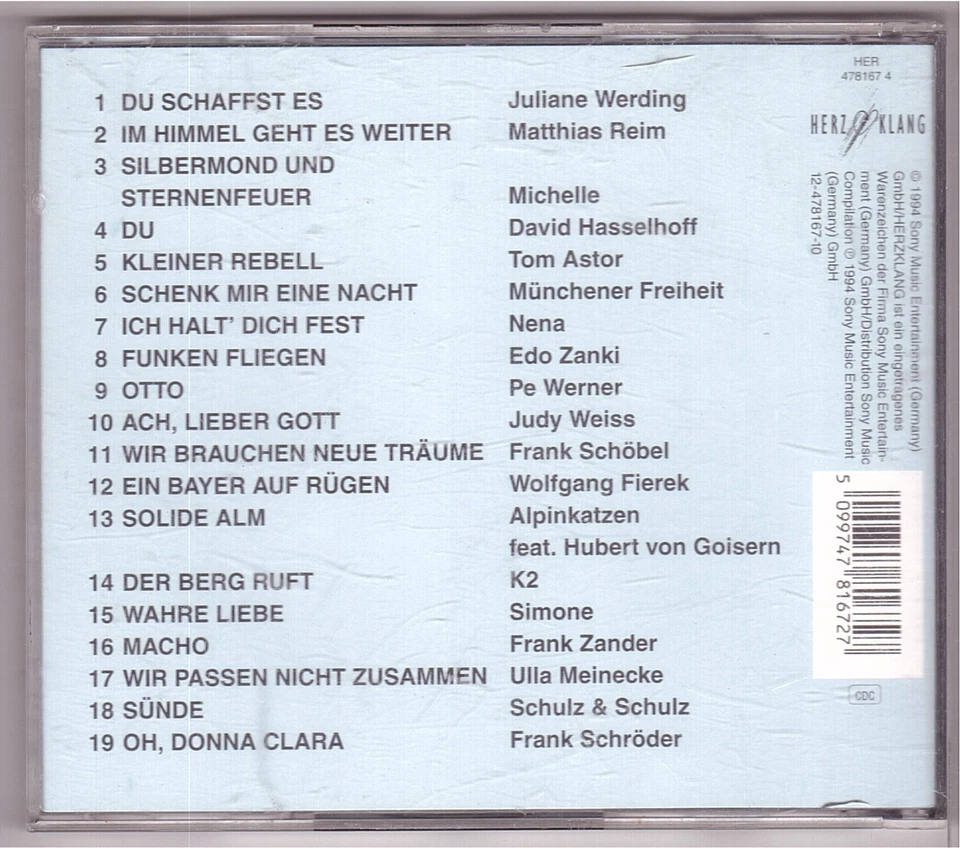 1 DU SCHAFFST ES Juliane Werding
2 IM HIMMEL GEHT ES WEITER Matthias Reim
3 SILBERMOND UND
STERNENFEUER Michelle
4 DU David Hasselhoff
5 KLEINER REBELL Tom Astor
6 SCHENK MIR EINE NACHT Münchener Freiheit
7 ICH HALT' DICH FEST Nena
8 FUNKEN FLIEGEN Edo Zanki
9 OTTO Pe Werner
10 ACH, LIEBER GOTT Judy Weiss
11 WIR BRAUCHEN NEUE TRÄUME Frank Schöbel
12 EIN BAYER AUF RÜGEN Wolfgang Fierek
13 SOLIDE ALM Alpinkatzen
feat. Hubert von Goisern
14 DER BERG RUFT K2
15 WAHRE LIEBE Simone
16 MACHO Frank Zander
17 WIR PASSEN NICHT ZUSAMMEN Ulla Meinecke
18 SÜNDE Schulz & Schulz
19 OH, DONNA CLARA Frank Schröder
HER
478167 4
HERZ KLANG
© 1994 Sony Music Entertainment (Germany)
GmbH/HERZKLANG ist ein eingetragenes
Warenzeichen der Firma Sony Music Entertain-
ment (Germany) GmbH/Distribution Sony Music
Compilation ℗ 1994 Sony Music Entertainment
(Germany) GmbH
12-478167-10
5 099747 816727
CDC